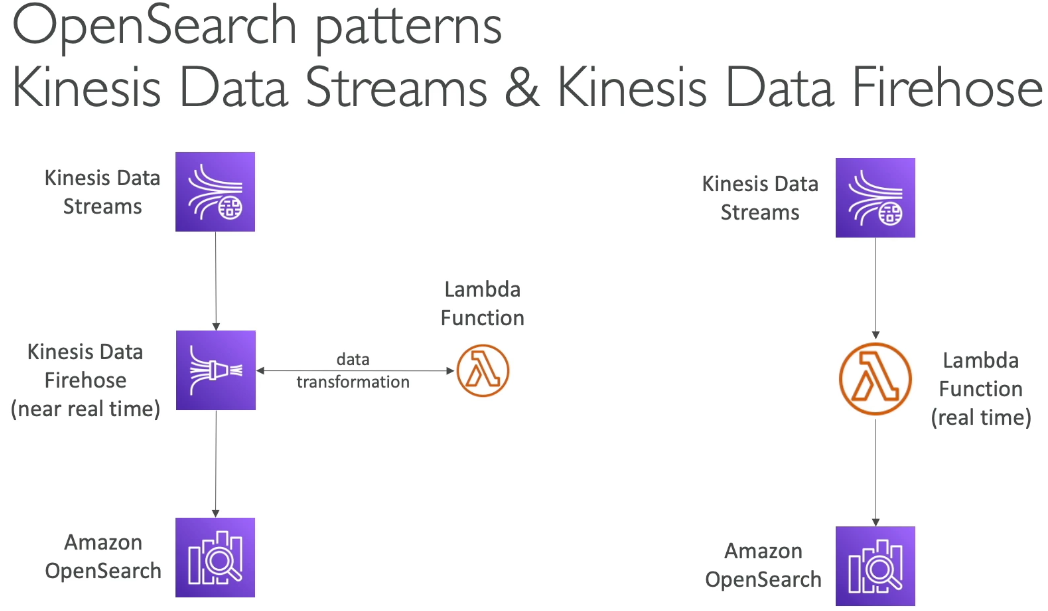 OpenSearch patterns
Kinesis Data Streams & Kinesis Data Firehose
Kinesis Data
Streams
Lambda
Function
Kinesis Data
Firehose
(near real time)
data
transformation
Amazon
OpenSearch
Kinesis Data
Streams
Lambda
Function
(real time)
Amazon
OpenSearch